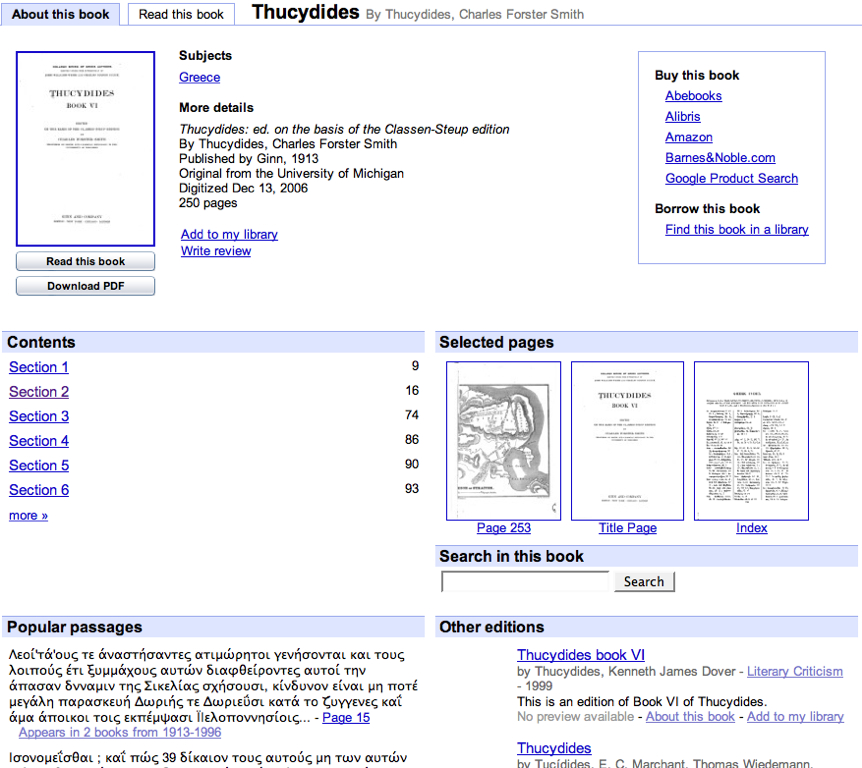 About this book
Read this book
Thucydides By Thucydides, Charles Forster Smith
THUCYDIDES
BOOK VI
Read this book
Download PDF
Subjects
Greece
More details
Thucydides: ed. on the basis of the Classen-Steup edition
By Thucydides, Charles Forster Smith
Published by Ginn, 1913
Original from the University of Michigan
Digitized Dec 13, 2006
250 pages
Add to my library
Write review
Buy this book
Abebooks
Alibris
Amazon
Barnes&Noble.com
Google Product Search
Borrow this book
Find this book in a library
Contents
Section 1 9
Section 2 16
Section 3 74
Section 4 86
Section 5 90
Section 6 93
more »
Selected pages
THUCYDIDES
BOOK VI
Page 253
Title Page
Index
Search in this book
Search
Popular passages
Λεοί'τά'ους τε άναστήσαντες ατιμώρητοι γενήσονται και τους
λοιπούς έτι ξυμμάχους αυτών διαφθείροντες αυτοί την
άπασαν δνναμιν της Σικελίας σχήσουσι, κίνδυνον είναι μη ποτέ
μεγάλη παρασκευή Δωριής τε Δωριεΰσι κατά το ζυγγενες καΐ
άμα άποικοι τοις εκπέμψασι Πελοποννησίοις... - Page 15
Appears in 2 books from 1913-1996
Ισονομεΐσθαι ; καΐ πώς 39 δίκαιον τους αυτούς μη των αυτών
Other editions
Thucydides book VI
by Thucydides, Kenneth James Dover - Literary Criticism
- 1999
This is an edition of Book VI of Thucydides.
No preview available - About this book - Add to my library
Thucydides
by Tucídides, E. C. Marchant, Thomas Wiedemann,